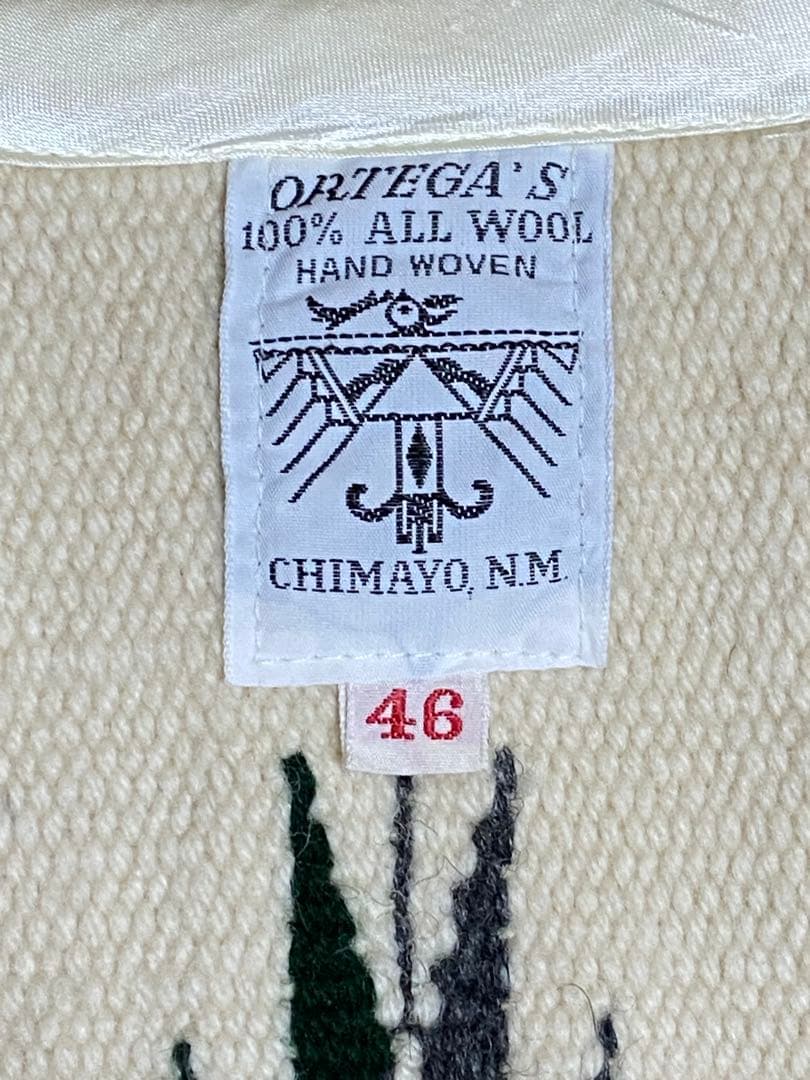 ORTEGA'S
100% ALL WOOL
HAND WOVEN
CHIMAYO, N.M.
46